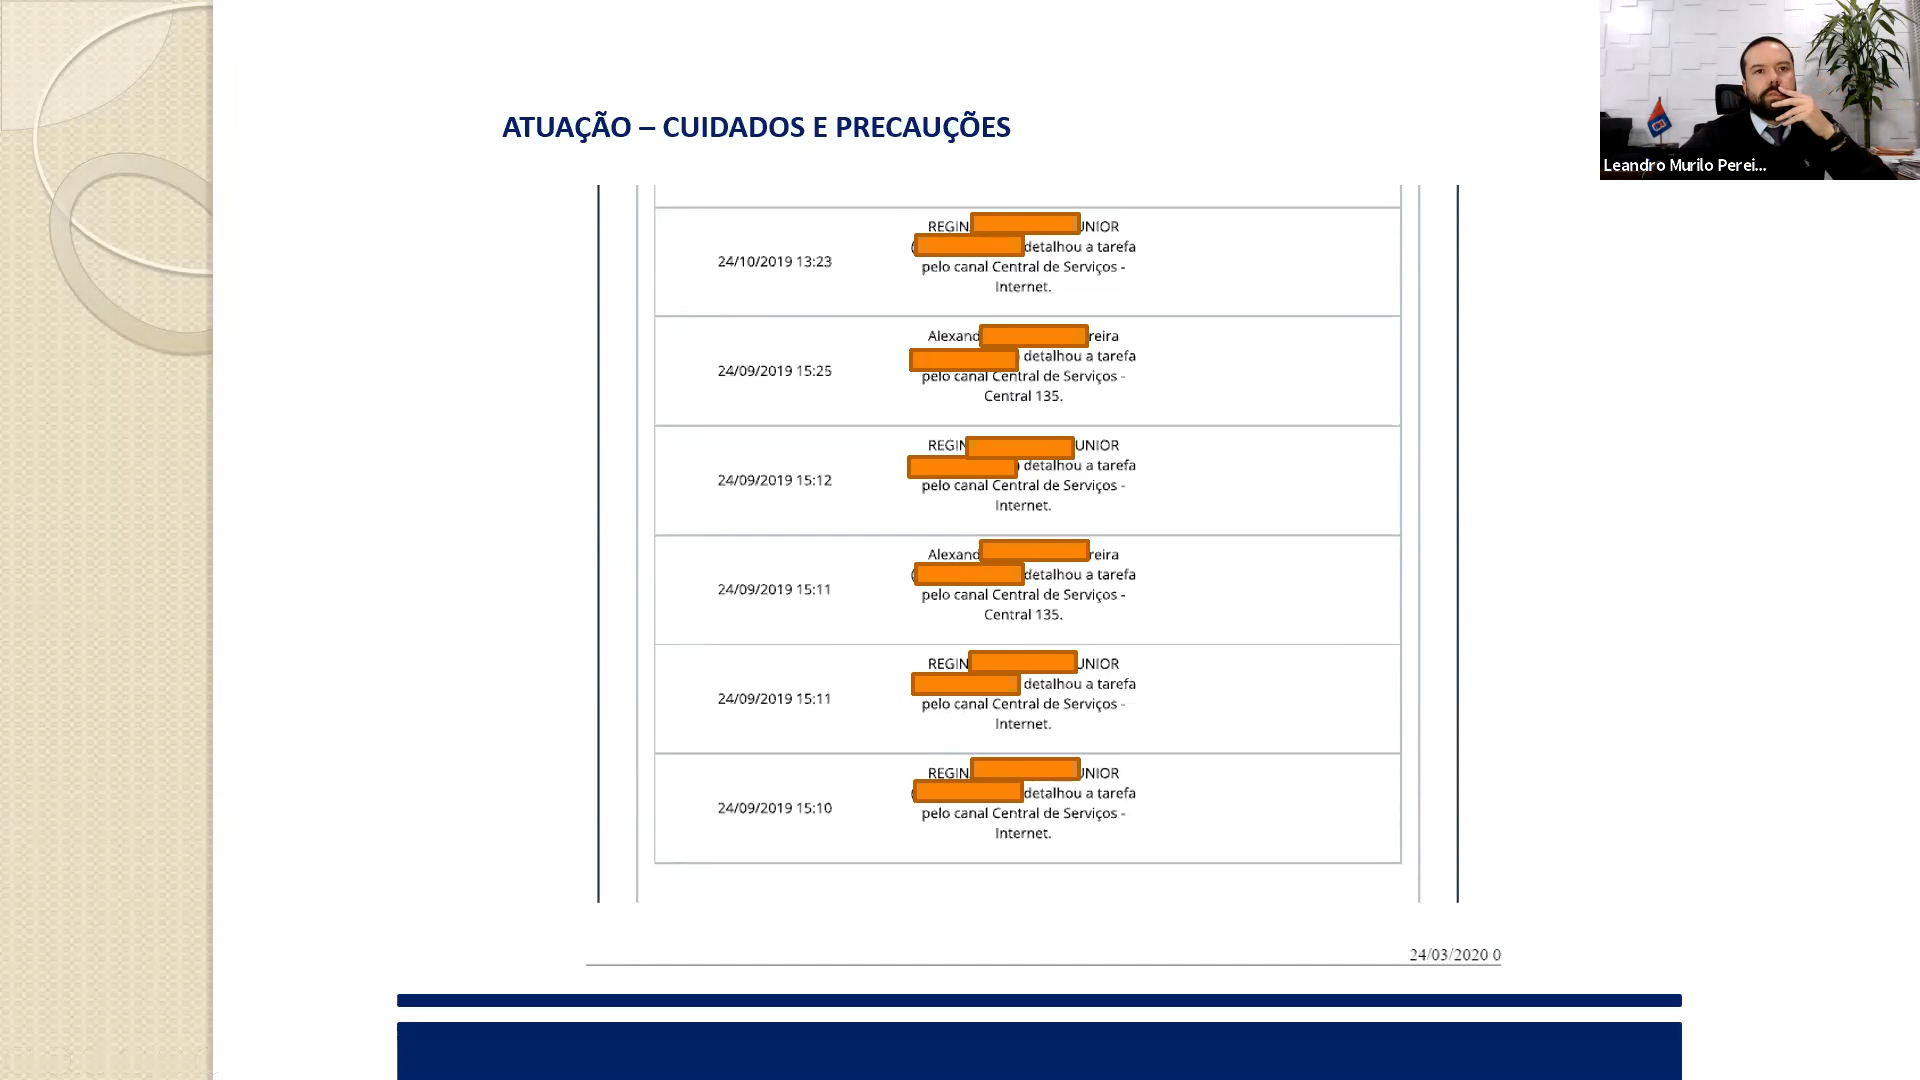 ATUAÇÃO – CUIDADOS E PRECAUÇÕES
Leandro Murilo Perei...
24/10/2019 13:23
REGIN UNIOR
( detalhou a tarefa
pelo canal Central de Serviços -
Internet.
24/09/2019 15:25
Alexand reira
detalhou a tarefa
pelo canal Central de Serviços -
Central 135.
24/09/2019 15:12
REGIN UNIOR
) detalhou a tarefa
pelo canal Central de Serviços -
Internet.
24/09/2019 15:11
Alexand reira
( detalhou a tarefa
pelo canal Central de Serviços -
Central 135.
24/09/2019 15:11
REGIN UNIOR
detalhou a tarefa
pelo canal Central de Serviços -
Internet.
24/09/2019 15:10
REGIN UNIOR
( detalhou a tarefa
pelo canal Central de Serviços -
Internet.
24/03/2020 0